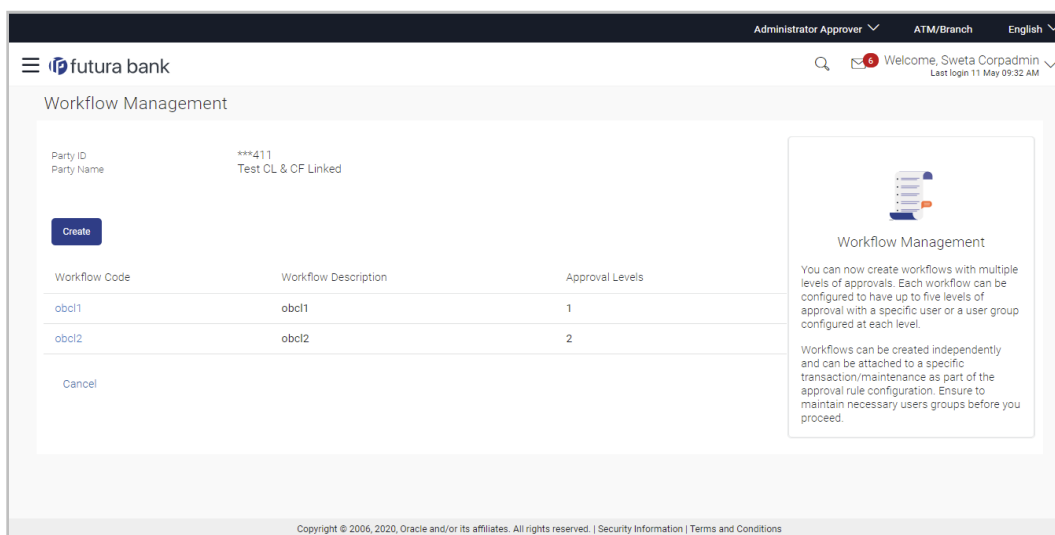 Administrator Approver ATM/Branch English
futura bank
6 Welcome, Sweta Corpadmin
Last login 11 May 09:32 AM
Workflow Management
Party ID ***411
Party Name Test CL & CF Linked
Create
Workflow Code Workflow Description Approval Levels
obcl1 obcl1 1
obcl2 obcl2 2
Cancel
Workflow Management
You can now create workflows with multiple
levels of approvals. Each workflow can be
configured to have up to five levels of
approval with a specific user or a user group
configured at each level.
Workflows can be created independently
and can be attached to a specific
transaction/maintenance as part of the
approval rule configuration. Ensure to
maintain necessary users groups before you
proceed.
Copyright © 2006, 2020, Oracle and/or its affiliates. All rights reserved. | Security Information | Terms and Conditions